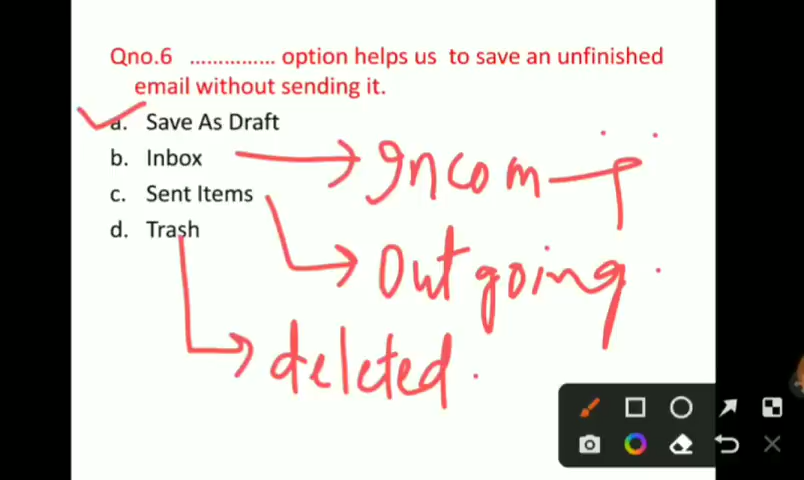 Qno.6 ............... option helps us to save an unfinished
email without sending it.
a. Save As Draft
b. Inbox
c. Sent Items
d. Trash
Incoming
Outgoing.
deleted.